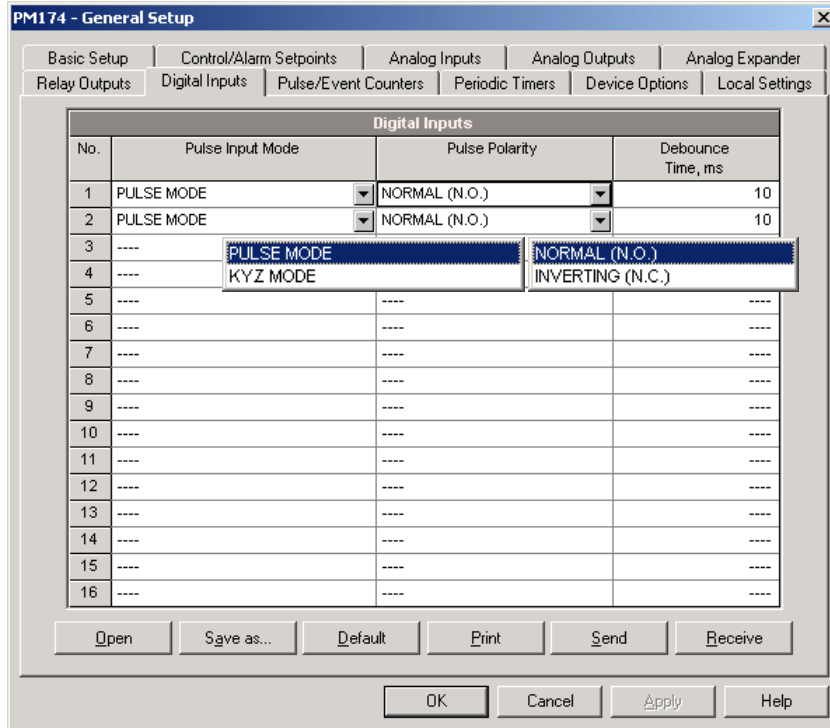 PM174 - General Setup
Basic Setup Control/Alarm Setpoints Analog Inputs Analog Outputs Analog Expander
Relay Outputs Digital Inputs Pulse/Event Counters Periodic Timers Device Options Local Settings
Digital Inputs
No. Pulse Input Mode Pulse Polarity Debounce
Time, ms
1 PULSE MODE NORMAL (N.O.) 10
2 PULSE MODE NORMAL (N.O.) 10
3 ----
PULSE MODE NORMAL (N.O.)
4 ----
KYZ MODE INVERTING (N.C.)
5 ---- ---- ----
6 ---- ---- ----
7 ---- ---- ----
8 ---- ---- ----
9 ---- ---- ----
10 ---- ---- ----
11 ---- ---- ----
12 ---- ---- ----
13 ---- ---- ----
14 ---- ---- ----
15 ---- ---- ----
16 ---- ---- ----
Open Save as... Default Print Send Receive
OK Cancel Apply Help